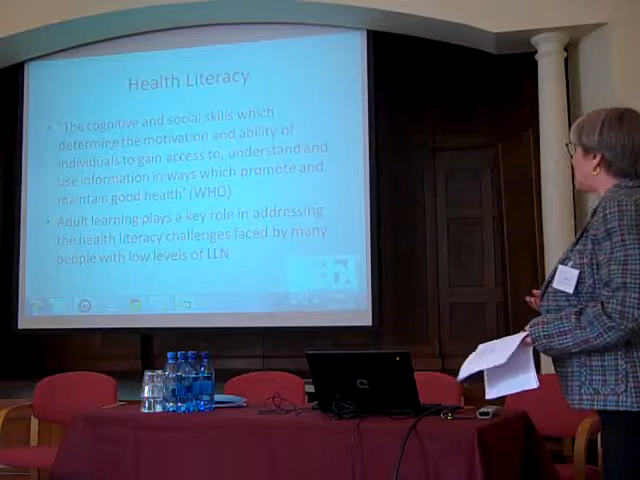 Health Literacy
• 'The cognitive and social skills which
determine the motivation and ability of
individuals to gain access to, understand and
use information in ways which promote and
maintain good health' (WHO)
• Adult learning plays a key role in addressing
the health literacy challenges faced by many
people with low levels of LLN